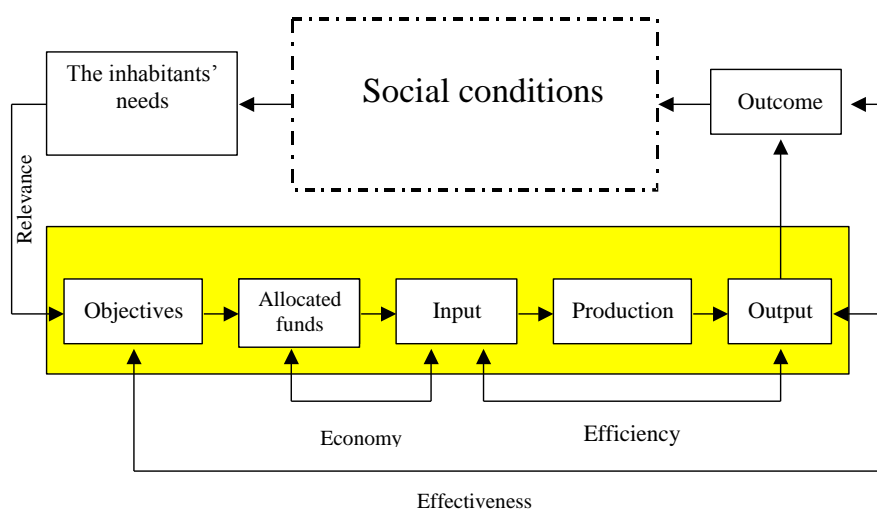 The inhabitants’
needs
Social conditions
Outcome
Relevance
Objectives
Allocated
funds
Input
Production
Output
Economy
Efficiency
Effectiveness